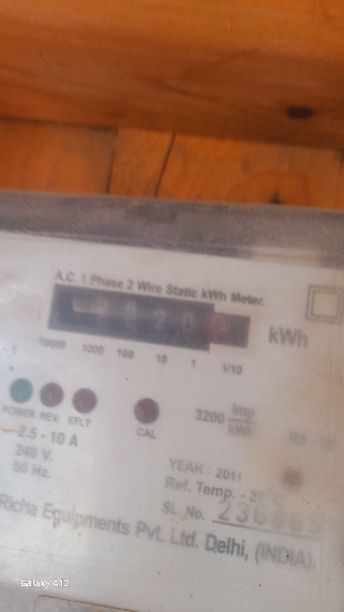 A.C. 1 Phase 2 Wire Static kWh Meter.
kWh
10000 1000 100 10 1 1/10
POWER REV. EFLT
CAL
3200 Imp/kWh
2.5 - 10 A
240 V.
50 Hz.
YEARː 2011
Ref. Temp. - 27°C
SL. No.
Richa Equipments Pvt. Ltd. Delhi, (INDIA).
Galaxy A12